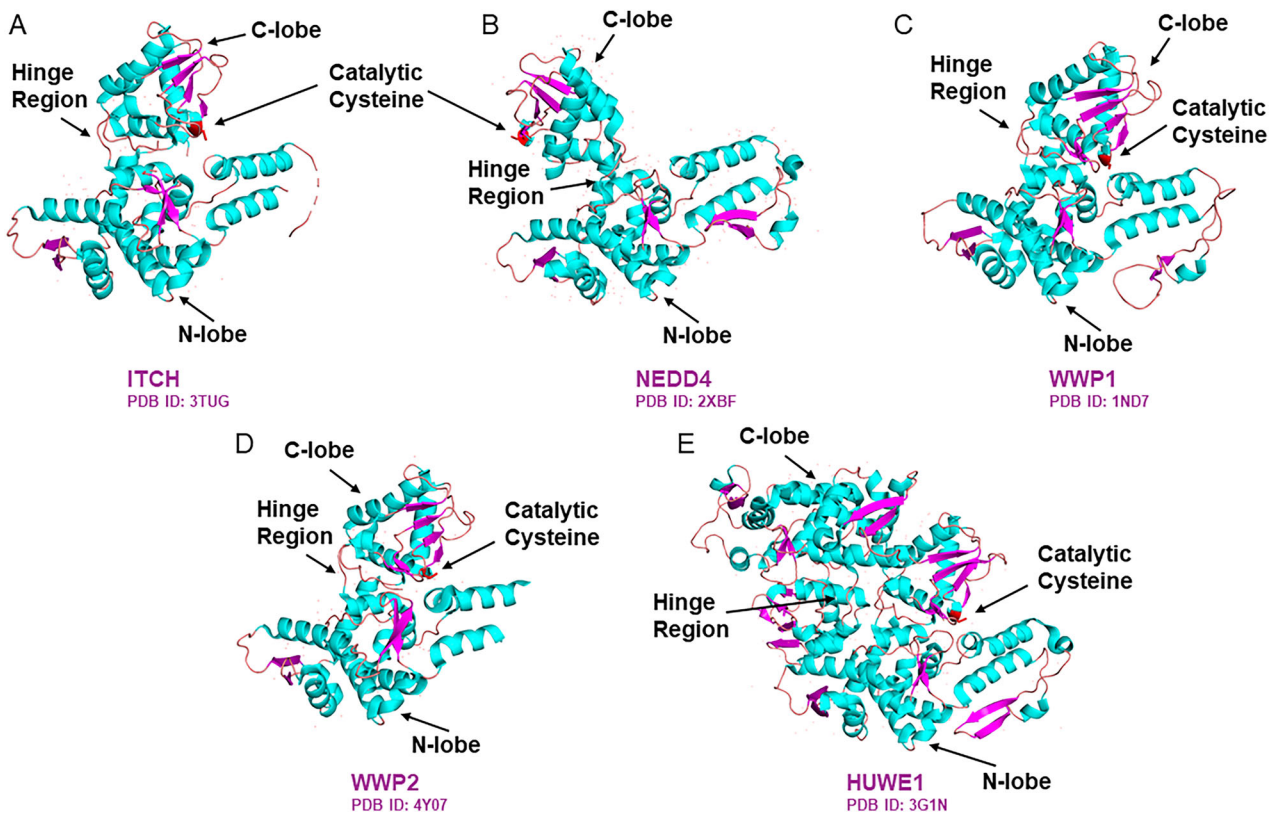 A
C-lobe
Hinge
Region
Catalytic
Cysteine
N-lobe
ITCH
PDB ID: 3TUG
B
C-lobe
Hinge
Region
N-lobe
NEDD4
PDB ID: 2XBF
C
C-lobe
Hinge
Region
Catalytic
Cysteine
N-lobe
WWP1
PDB ID: 1ND7
D
C-lobe
Hinge
Region
Catalytic
Cysteine
N-lobe
WWP2
PDB ID: 4Y07
E
C-lobe
Hinge
Region
Catalytic
Cysteine
N-lobe
HUWE1
PDB ID: 3G1N